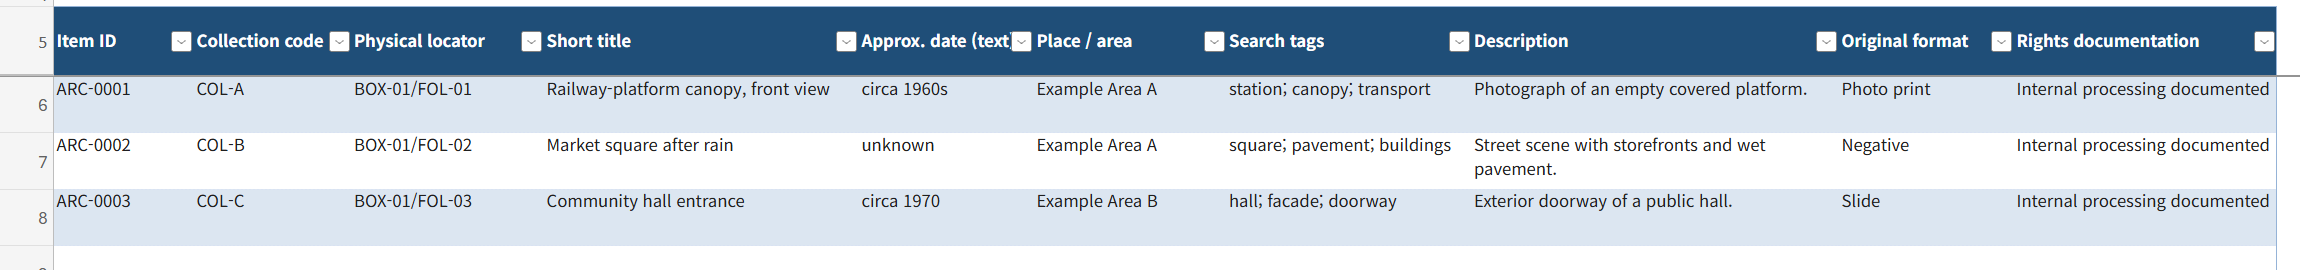 5 Item ID Collection code Physical locator Short title Approx. date (text Place / area Search tags Description Original format Rights documentation
6 ARC-0001 COL-A BOX-01/FOL-01 Railway-platform canopy, front view circa 1960s Example Area A station; canopy; transport Photograph of an empty covered platform. Photo print Internal processing documented
7 ARC-0002 COL-B BOX-01/FOL-02 Market square after rain unknown Example Area A square; pavement; buildings Street scene with storefronts and wet Negative Internal processing documented
pavement.
8 ARC-0003 COL-C BOX-01/FOL-03 Community hall entrance circa 1970 Example Area B hall; facade; doorway Exterior doorway of a public hall. Slide Internal processing documented